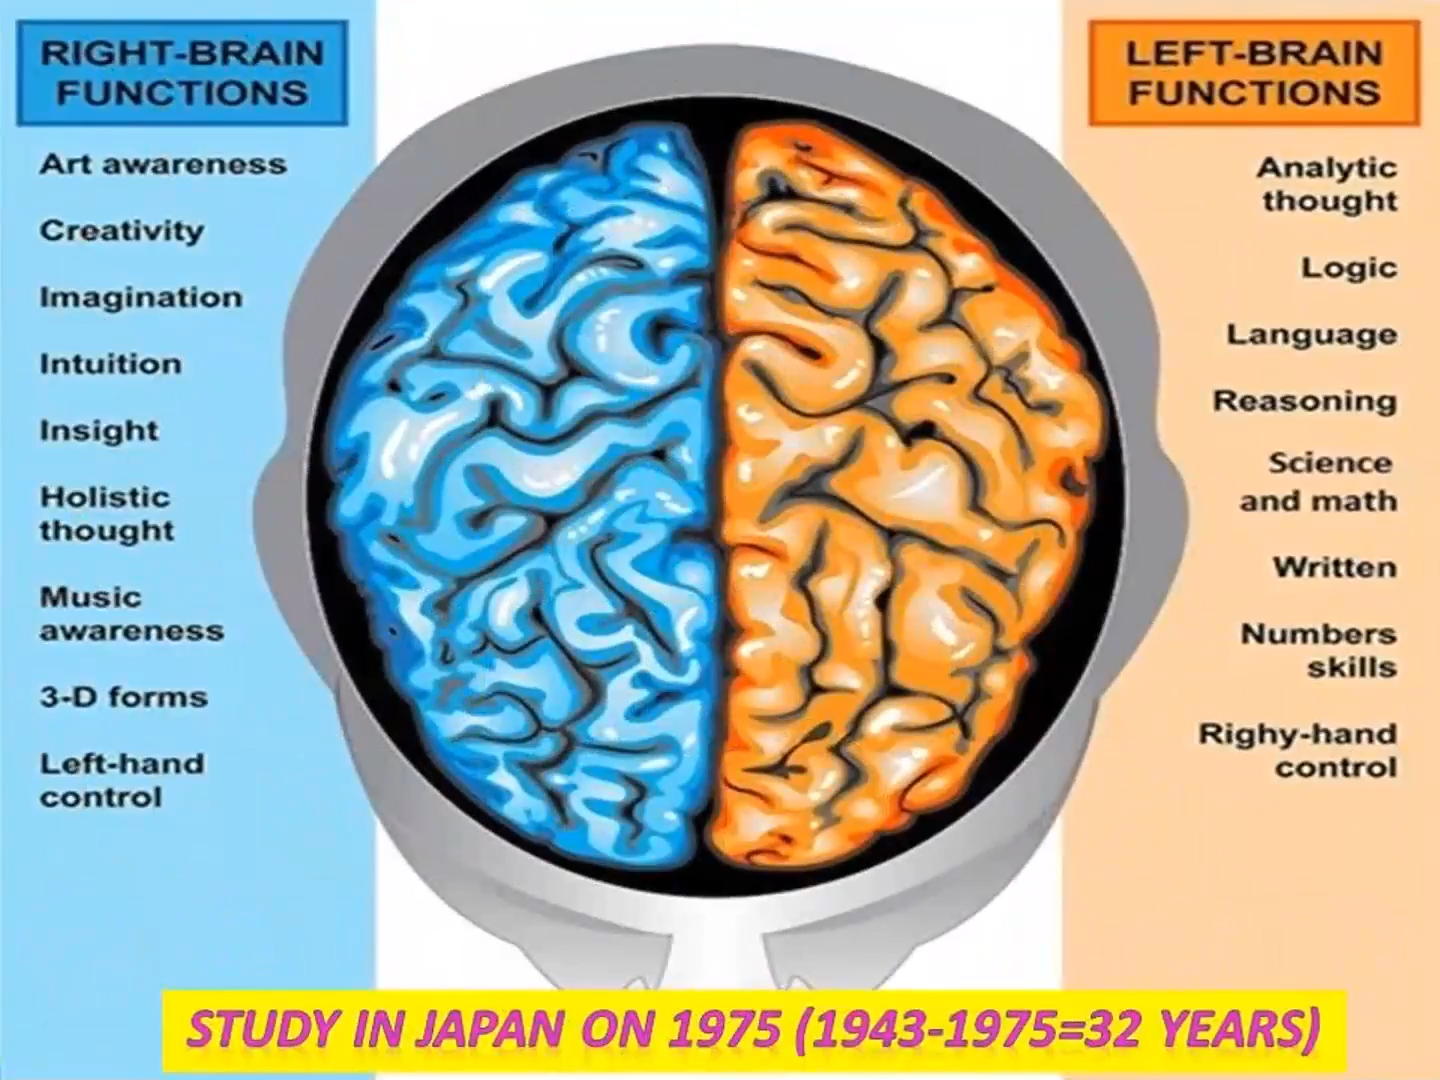 RIGHT-BRAIN
FUNCTIONS
Art awareness
Creativity
Imagination
Intuition
Insight
Holistic
thought
Music
awareness
3-D forms
Left-hand
control
LEFT-BRAIN
FUNCTIONS
Analytic
thought
Logic
Language
Reasoning
Science
and math
Written
Numbers
skills
Righy-hand
control
STUDY IN JAPAN ON 1975 (1943-1975=32 YEARS)